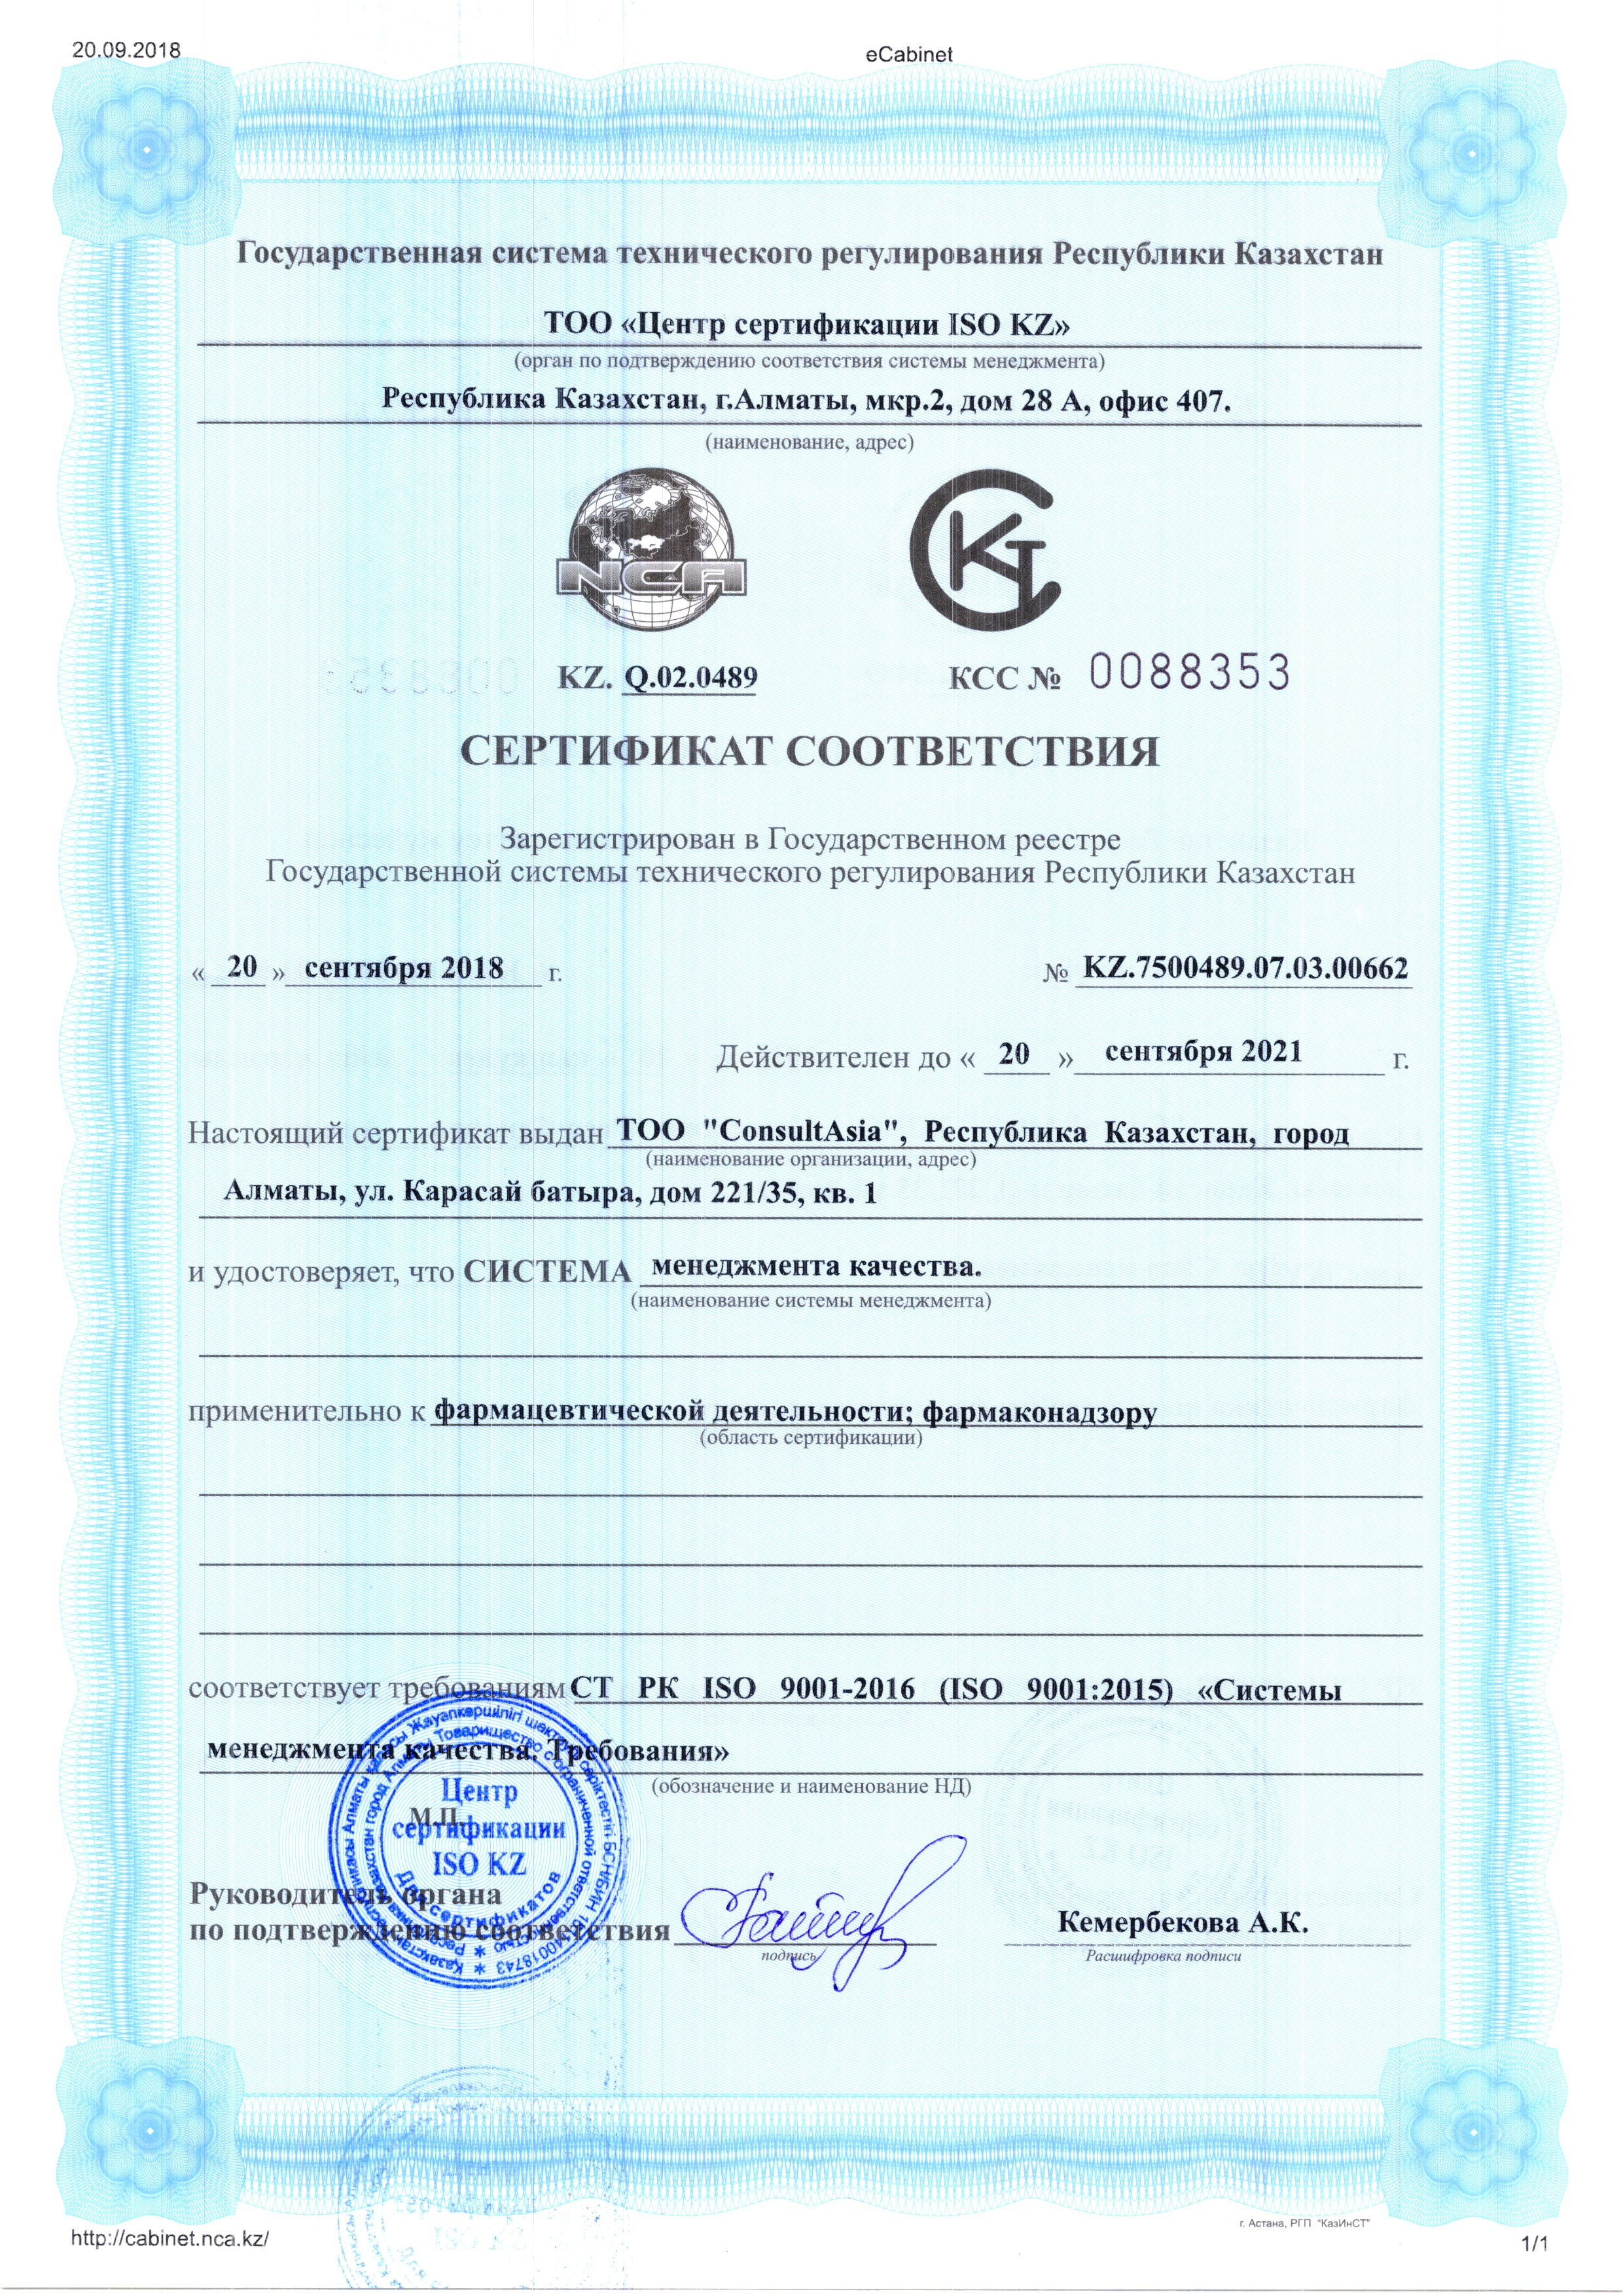 20.09.2018
eCabinet
Государственная система технического регулирования Республики Казахстан
ТОО «Центр сертификации ISO KZ»
(орган по подтверждению соответствия системы менеджмента)
Республика Казахстан, г.Алматы, мкр.2, дом 28 А, офис 407.
(наименование, адрес)
NCA
КТ
KZ. Q.02.0489
КСС № 0088353
СЕРТИФИКАТ СООТВЕТСТВИЯ
Зарегистрирован в Государственном реестре
Государственной системы технического регулирования Республики Казахстан
« 20 » сентября 2018 г.
№ KZ.7500489.07.03.00662
Действителен до « 20 » сентября 2021 г.
Настоящий сертификат выдан ТОО "ConsultAsia", Республика Казахстан, город
(наименование организации, адрес)
Алматы, ул. Карасай батыра, дом 221/35, кв. 1
и удостоверяет, что СИСТЕМА менеджмента качества.
(наименование системы менеджмента)
применительно к фармацевтической деятельности; фармаконадзору
(область сертификации)
соответствует требованиям СТ РК ISO 9001-2016 (ISO 9001:2015) «Системы
менеджмента качества. Требования»
(обозначение и наименование НД)
М.П.
Центр
сертификации
ISO KZ
Для сертификатов
Руководитель органа
по подтверждению соответствия
подпись
Кемербекова А.К.
Расшифровка подписи
г. Астана, РГП "КазИнСТ"
http://cabinet.nca.kz/
1/1